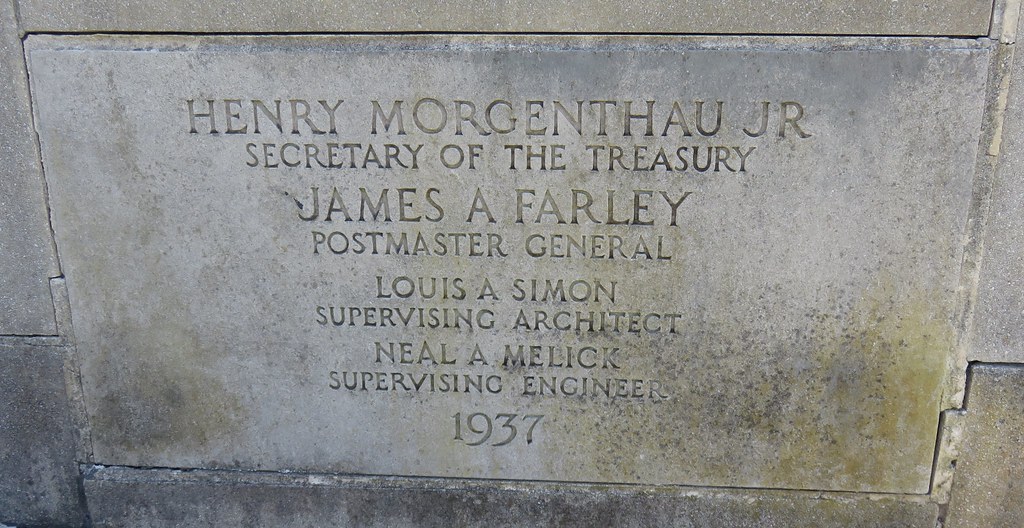 HENRY MORGENTHAU JR
SECRETARY OF THE TREASURY
JAMES A FARLEY
POSTMASTER GENERAL
LOUIS A SIMON
SUPERVISING ARCHITECT
NEAL A MELICK
SUPERVISING ENGINEER
1937